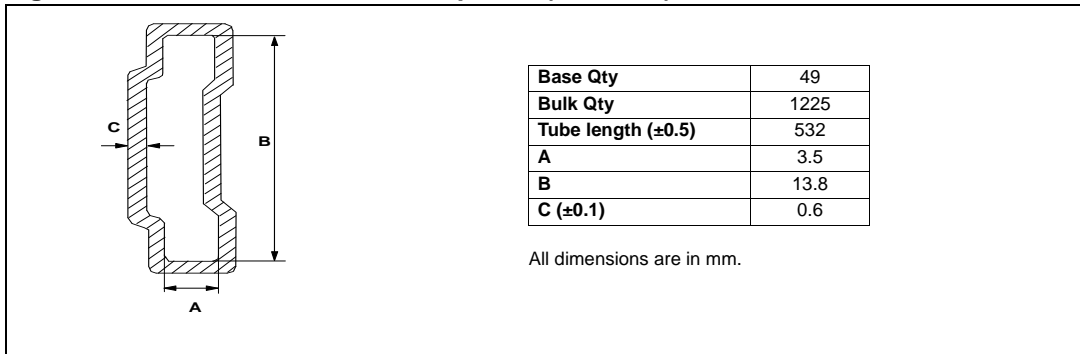 C
B
A
Base Qty 49
Bulk Qty 1225
Tube length (±0.5) 532
A 3.5
B 13.8
C (±0.1) 0.6
All dimensions are in mm.